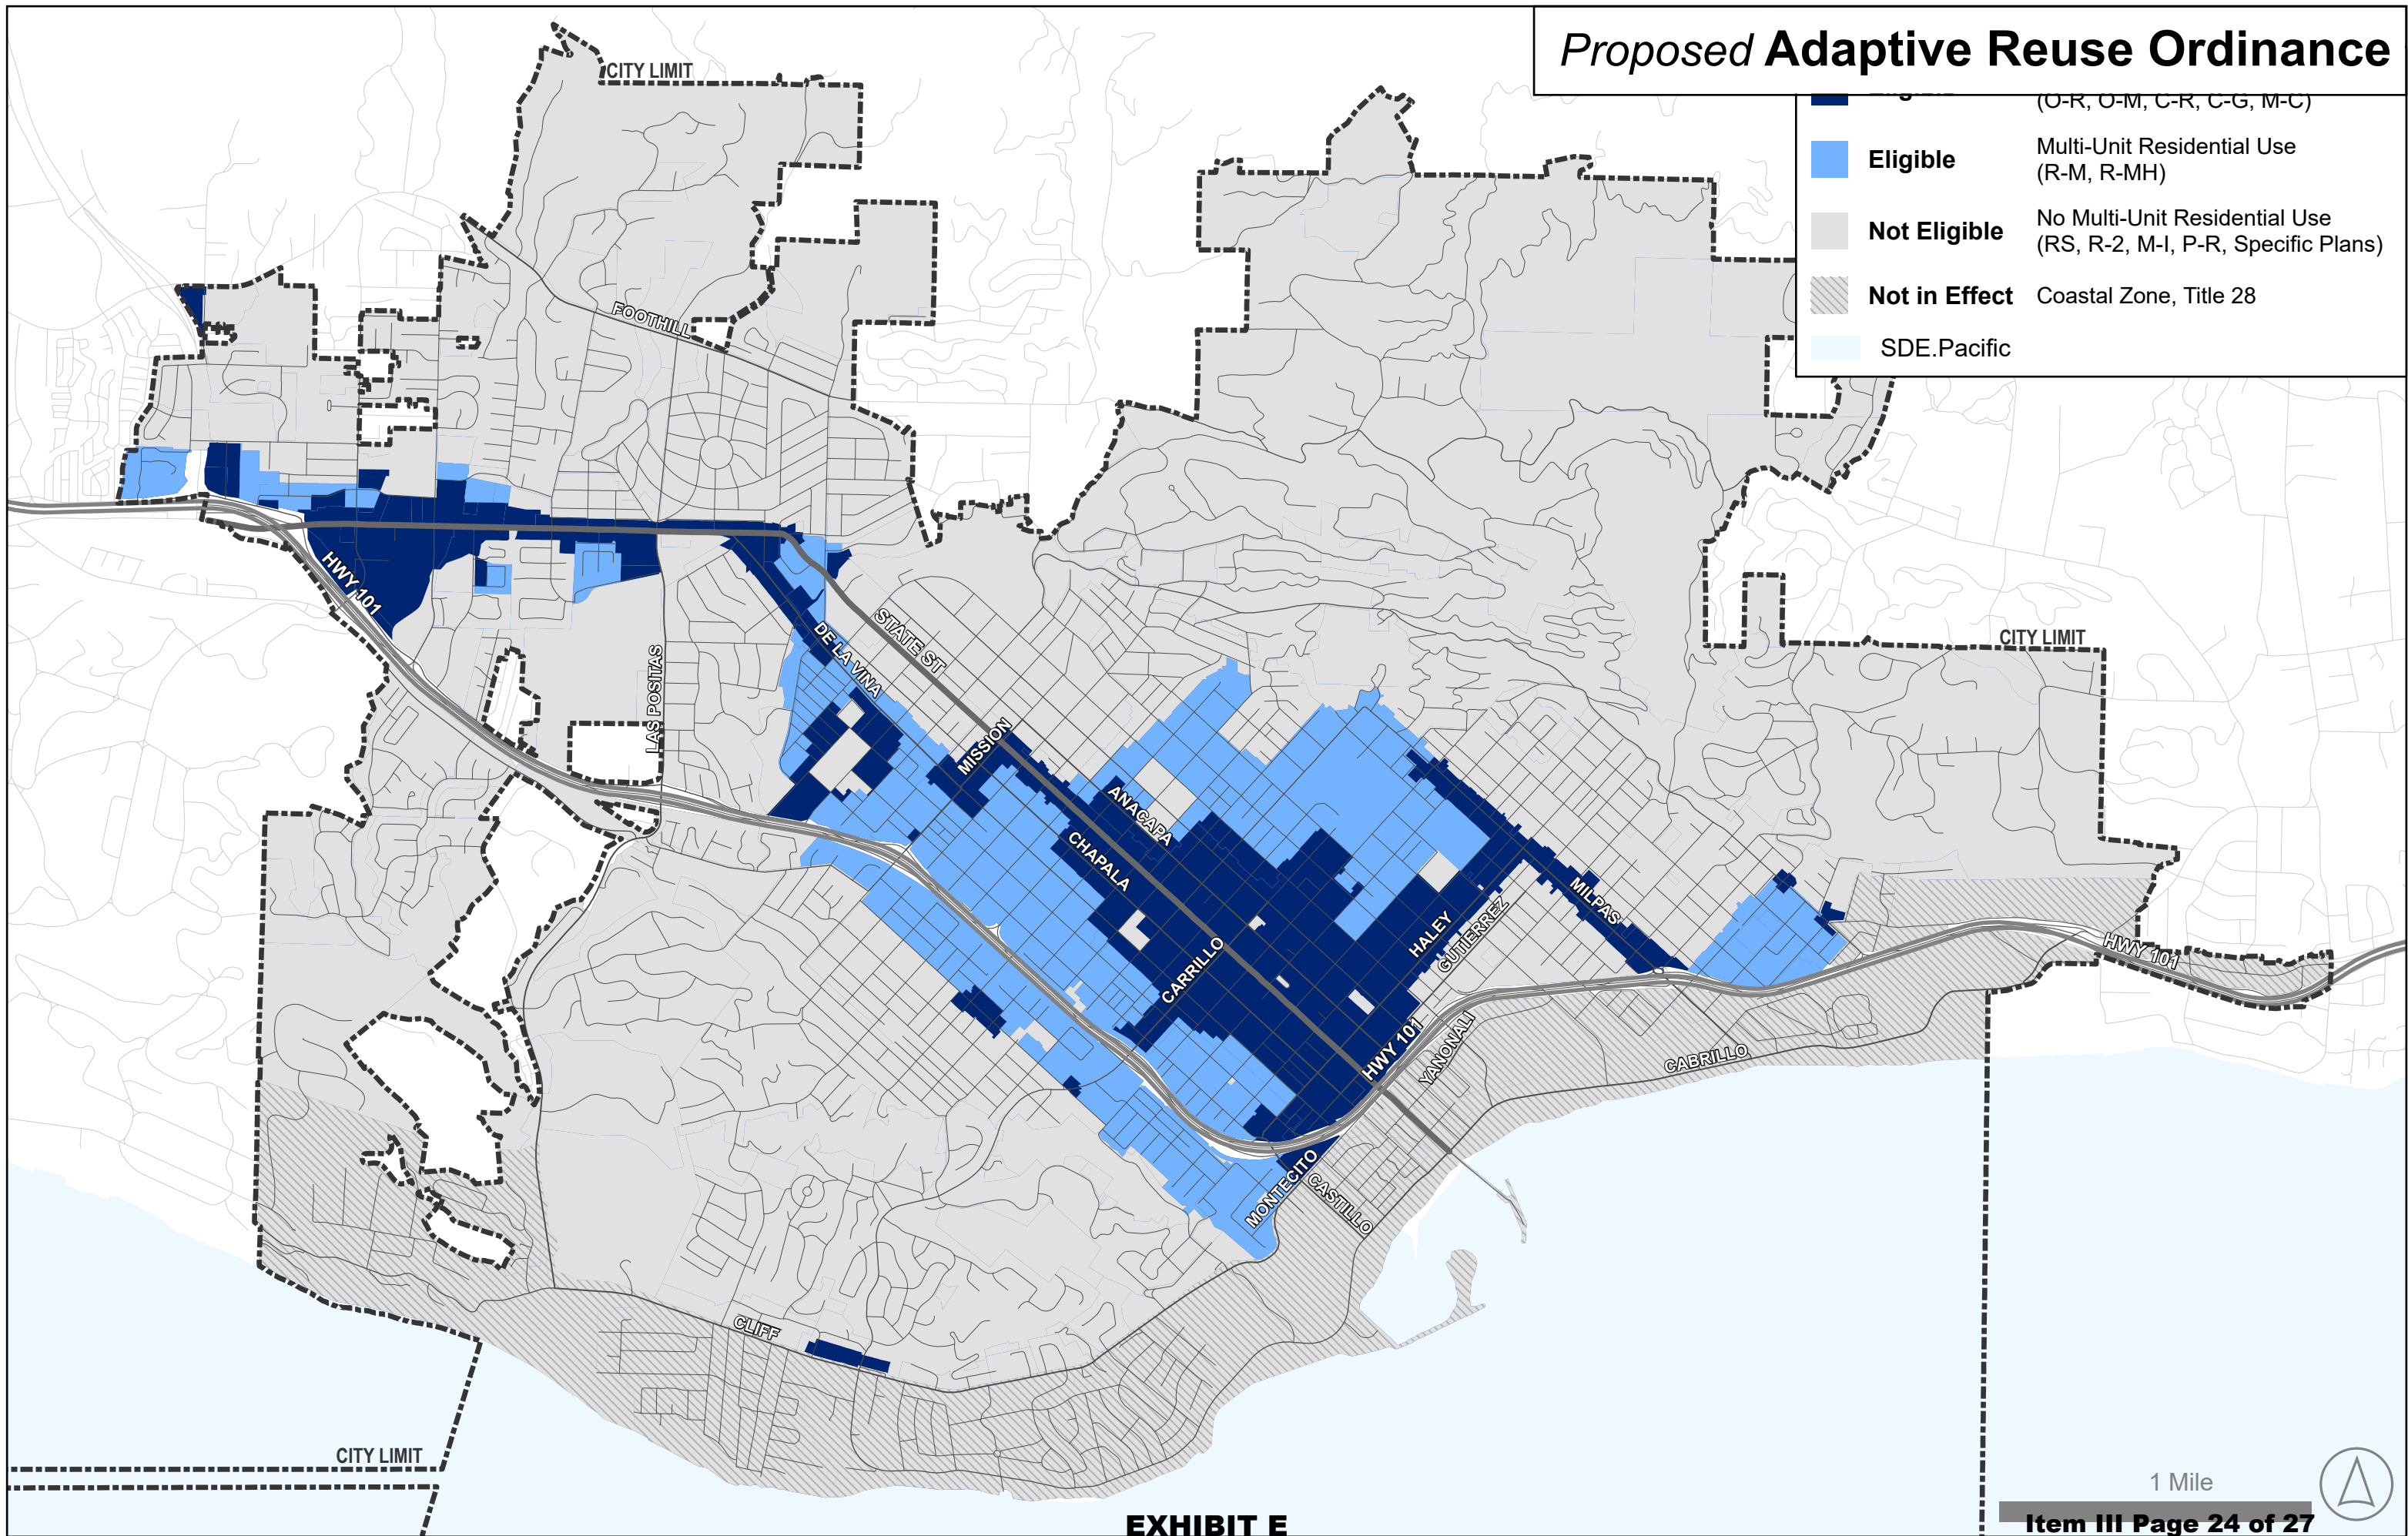 Proposed Adaptive Reuse Ordinance
Eligible
(O-R, O-M, C-R, C-G, M-C)
Eligible
Multi-Unit Residential Use
(R-M, R-MH)
Not Eligible
No Multi-Unit Residential Use
(RS, R-2, M-I, P-R, Specific Plans)
Not in Effect
Coastal Zone, Title 28
SDE.Pacific
CITY LIMIT
FOOTHILL
HWY 101
STATE ST
DE LA VINA
LAS POSITAS
CITY LIMIT
MISSION
ANACAPA
CHAPALA
CARRILLO
HALEY
GUTIERREZ
MILPAS
HWY 101
HWY 101
YANONALI
CABRILLO
MONTECITO
CASTILLO
CLIFF
CITY LIMIT
1 Mile
EXHIBIT E
Item III Page 24 of 27